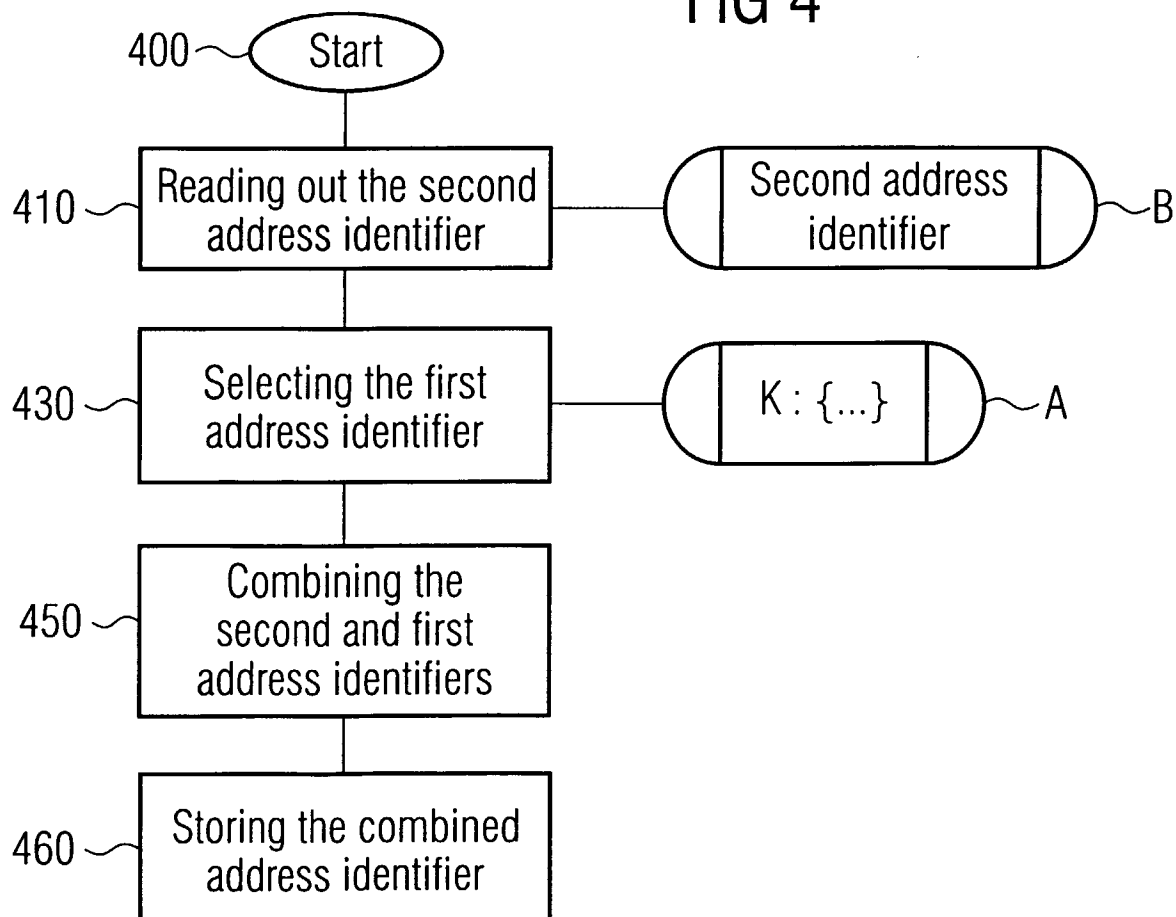 FIG 4
400
Start
410
Reading out the second
address identifier
Second address
identifier
B
430
Selecting the first
address identifier
K : {...}
A
450
Combining the
second and first
address identifiers
460
Storing the combined
address identifier